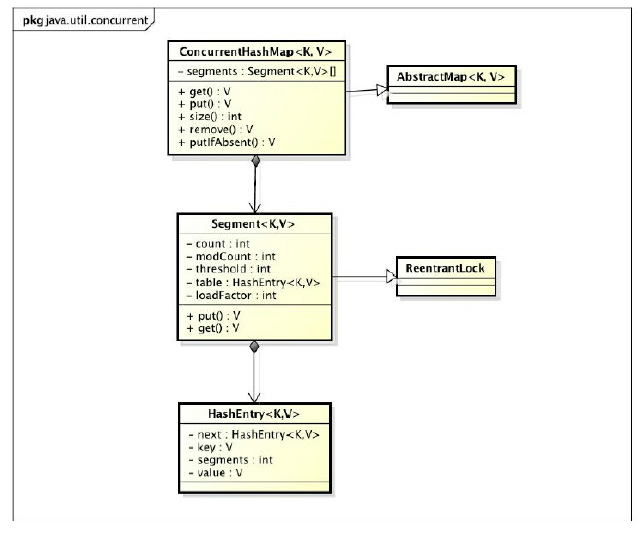 pkg java.util.concurrent
ConcurrentHashMap<K, V>
- segments : Segment<K,V>[]
+ get() : V
+ put() : V
+ size() : int
+ remove() : V
+ putIfAbsent() : V
AbstractMap<K, V>
Segment<K,V>
- count : int
- modCount : int
- threshold : int
- table : HashEntry<K,V>
- loadFactor : int
+ put() : V
+ get() : V
ReentrantLock
HashEntry<K,V>
- next : HashEntry<K,V>
- key : V
- segments : int
- value : V